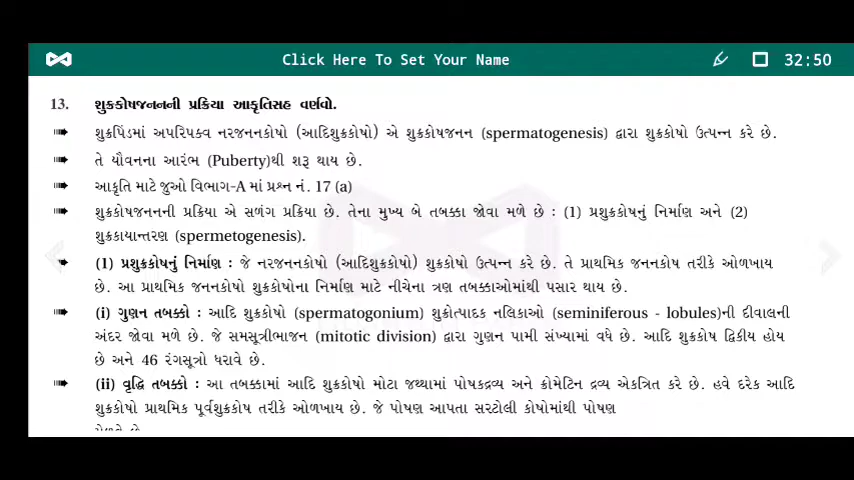 Click Here To Set Your Name
32:50
13. શુક્રકોષજનનની પ્રક્રિયા આકૃતિસહ વર્ણવો.
શુક્રપિંડમાં અપરિપક્વ નરજનનકોષો (આદિશુક્રકોષો) એ શુક્રકોષજનન (spermatogenesis) દ્વારા શુક્રકોષો ઉત્પન્ન કરે છે.
તે યૌવનના આરંભ (Puberty)થી શરૂ થાય છે.
આકૃતિ માટે જુઓ વિભાગ-A માં પ્રશ્ન નં. 17 (a)
શુક્રકોષજનનની પ્રક્રિયા એ સળંગ પ્રક્રિયા છે. તેના મુખ્ય બે તબક્કા જોવા મળે છે : (1) પ્રશુક્રકોષનું નિર્માણ અને (2)
શુક્રકાયાન્તરણ (spermetogenesis).
(1) પ્રશુક્રકોષનું નિર્માણ : જે નરજનનકોષો (આદિશુક્રકોષો) શુક્રકોષો ઉત્પન્ન કરે છે. તે પ્રાથમિક જનનકોષ તરીકે ઓળખાય
છે. આ પ્રાથમિક જનનકોષો શુક્રકોષોના નિર્માણ માટે નીચેના ત્રણ તબક્કાઓમાંથી પસાર થાય છે.
(i) ગુણન તબક્કો : આદિ શુક્રકોષો (spermatogonium) શુક્રોત્પાદક નલિકાઓ (seminiferous - lobules)ની દીવાલની
અંદર જોવા મળે છે. જે સમસૂત્રીભાજન (mitotic division) દ્વારા ગુણન પામી સંખ્યામાં વધે છે. આદિ શુક્રકોષ દ્વિકીય હોય
છે અને 46 રંગસૂત્રો ધરાવે છે.
(ii) વૃદ્ધિ તબક્કો : આ તબક્કામાં આદિ શુક્રકોષો મોટા જથ્થામાં પોષકદ્રવ્ય અને ક્રોમેટિન દ્રવ્ય એકત્રિત કરે છે. હવે દરેક આદિ
શુક્રકોષો પ્રાથમિક પૂર્વશુક્રકોષ તરીકે ઓળખાય છે. જે પોષણ આપતા સરટોલી કોષોમાંથી પોષણ